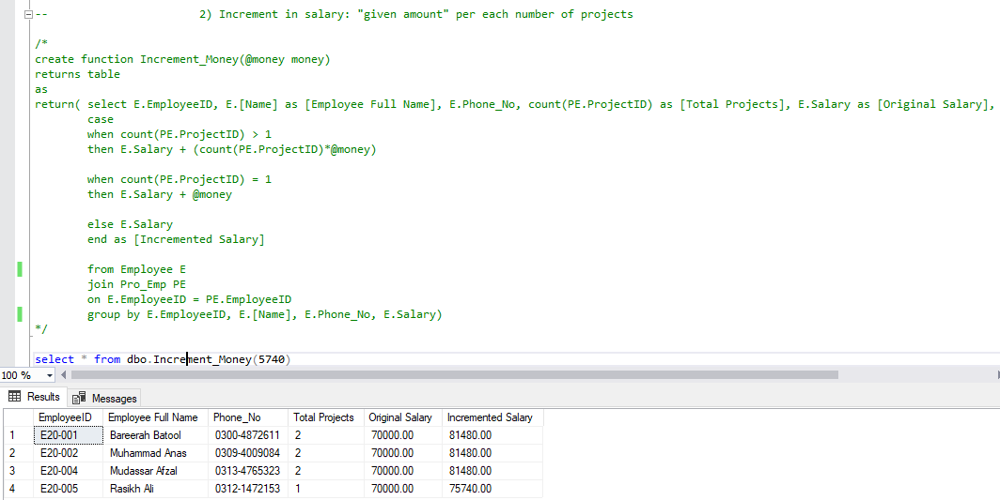 -- 2) Increment in salary: "given amount" per each number of projects
/*
create function Increment_Money(@money money)
returns table
as
return( select E.EmployeeID, E.[Name] as [Employee Full Name], E.Phone_No, count(PE.ProjectID) as [Total Projects], E.Salary as [Original Salary],
case
when count(PE.ProjectID) > 1
then E.Salary + (count(PE.ProjectID)*@money)
when count(PE.ProjectID) = 1
then E.Salary + @money
else E.Salary
end as [Incremented Salary]
from Employee E
join Pro_Emp PE
on E.EmployeeID = PE.EmployeeID
group by E.EmployeeID, E.[Name], E.Phone_No, E.Salary)
*/
select * from dbo.Increment_Money(5740)
100 %
Results Messages
EmployeeID Employee Full Name Phone_No Total Projects Original Salary Incremented Salary
1 E20-001 Bareerah Batool 0300-4872611 2 70000.00 81480.00
2 E20-002 Muhammad Anas 0309-4009084 2 70000.00 81480.00
3 E20-004 Mudassar Afzal 0313-4765323 2 70000.00 81480.00
4 E20-005 Rasikh Ali 0312-1472153 1 70000.00 75740.00